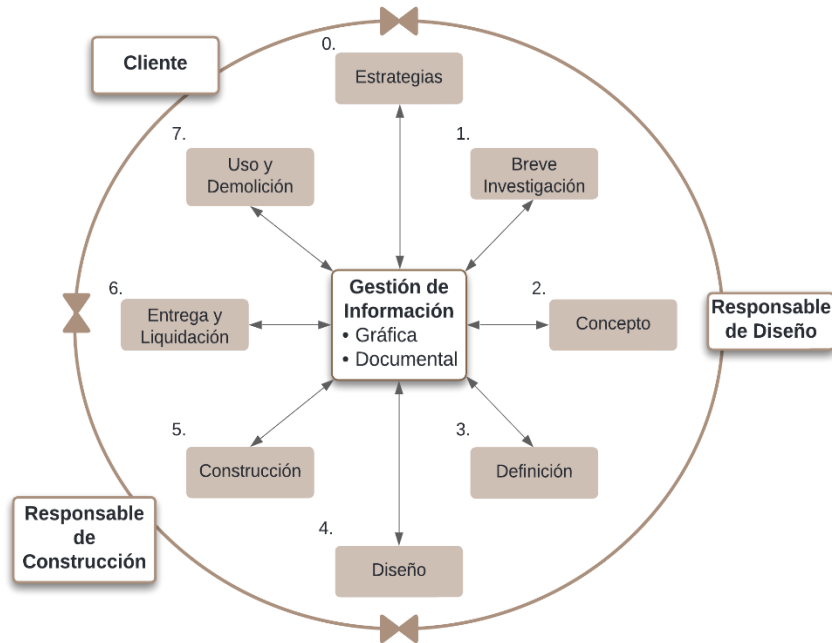 Cliente
0.
Estrategias
1.
Breve
Investigación
2.
Concepto
Responsable
de Diseño
3.
Definición
4.
Diseño
5.
Construcción
Responsable
de
Construcción
6.
Entrega y
Liquidación
7.
Uso y
Demolición
Gestión de
Información
• Gráfica
• Documental